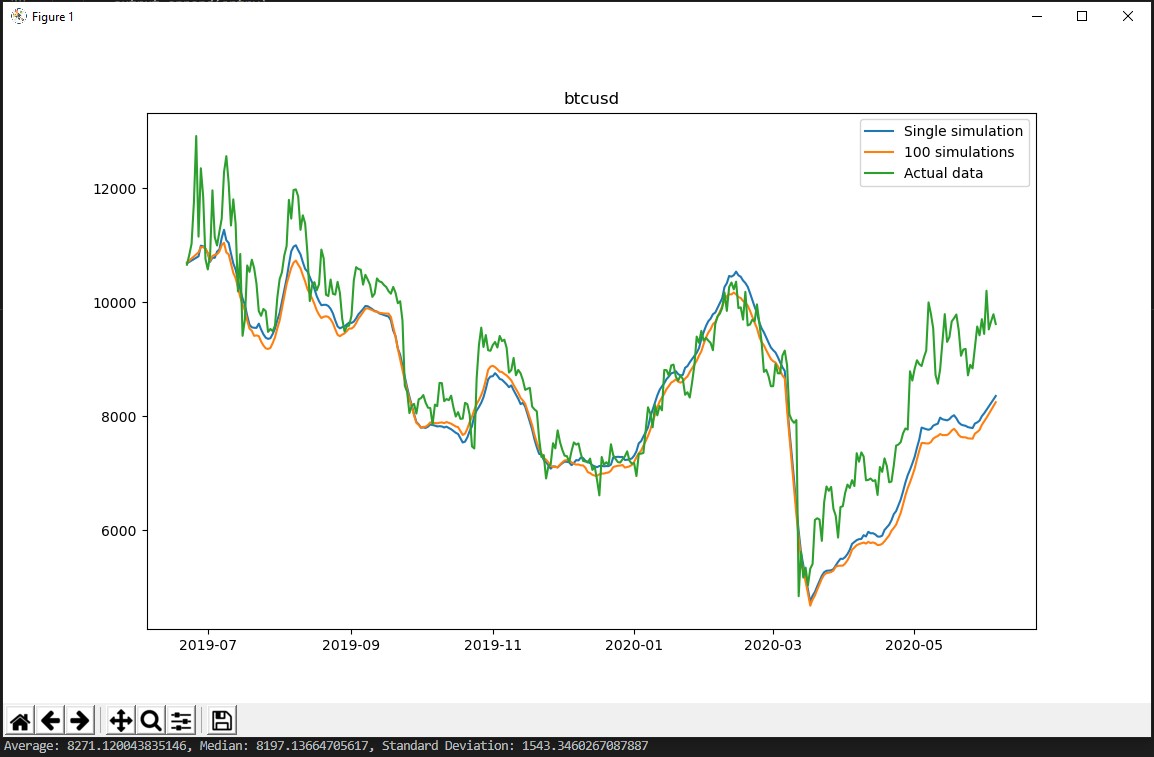 Figure 1
btcusd
Single simulation
100 simulations
Actual data
12000
10000
8000
6000
2019-07 2019-09 2019-11 2020-01 2020-03 2020-05
Average: 8271.120043835146, Median: 8197.13664705617, Standard Deviation: 1543.3460267087887